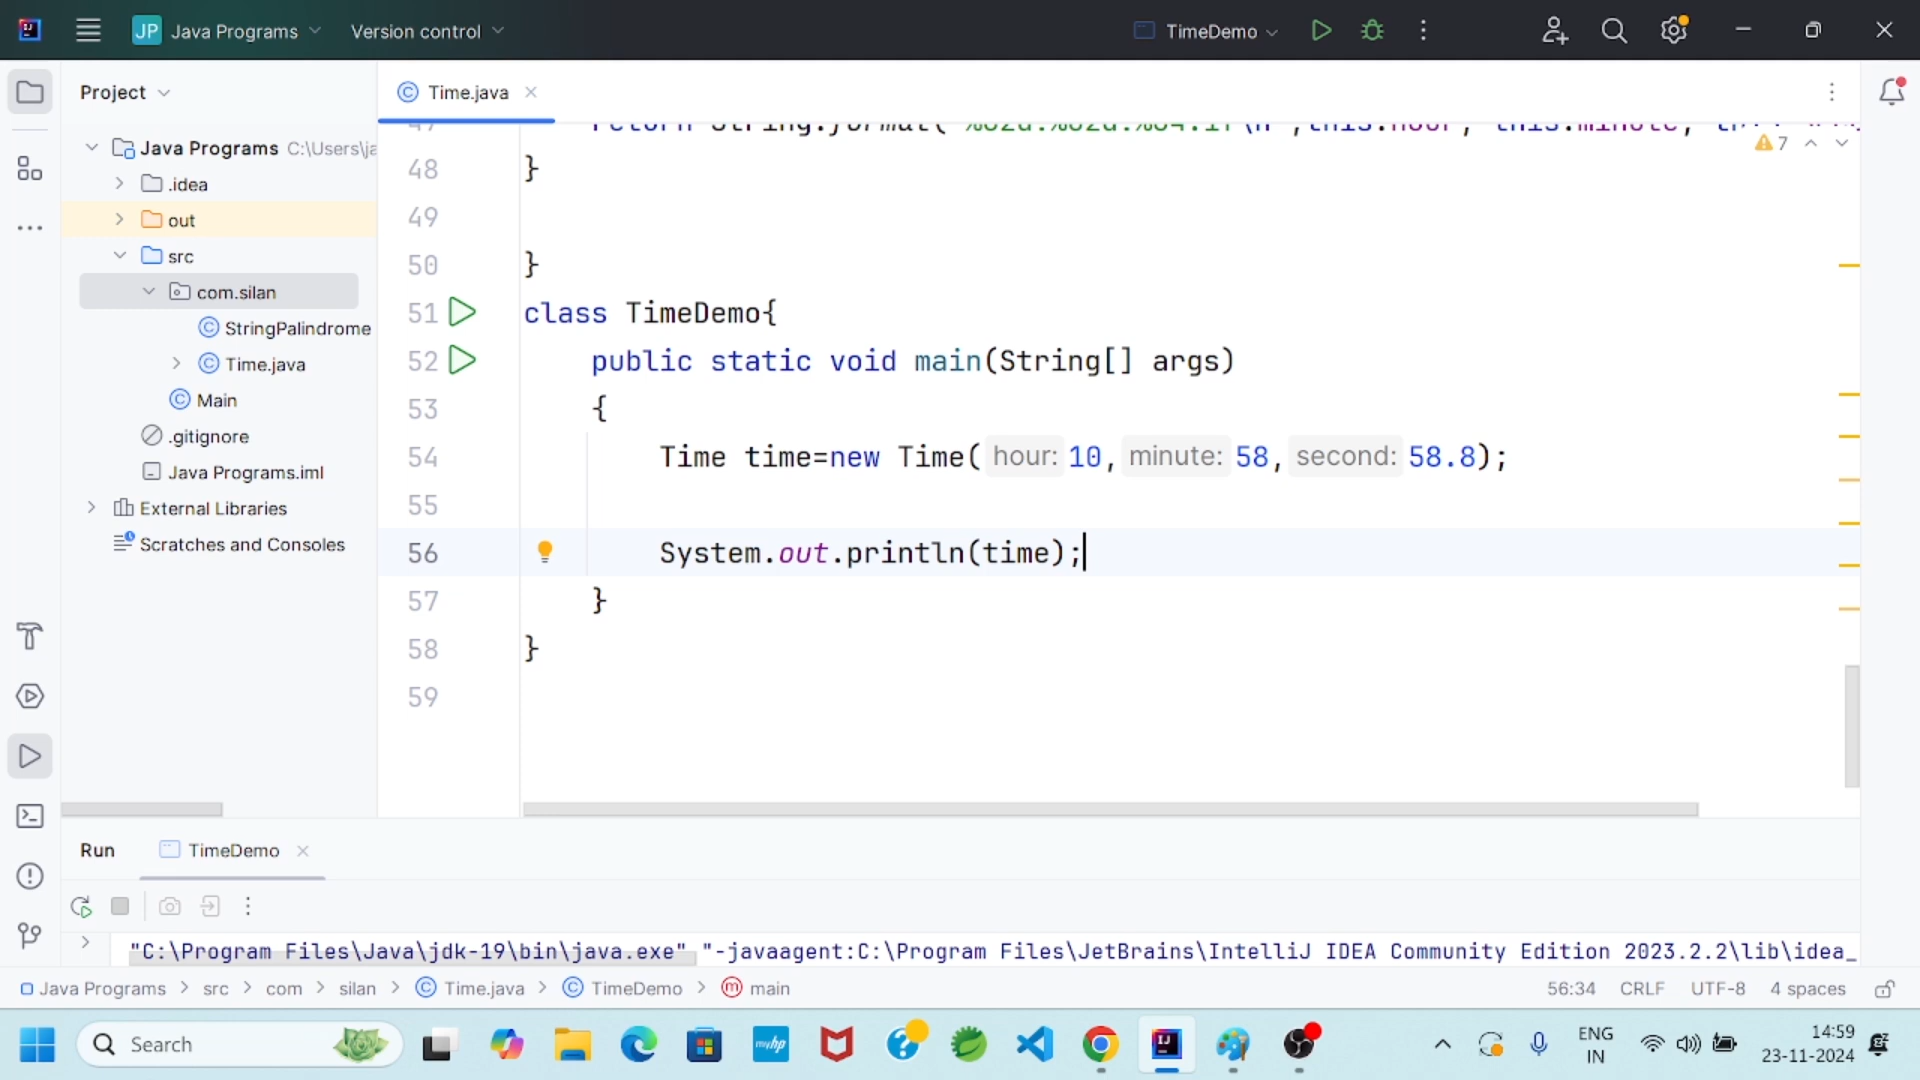 JP Java Programs Version control TimeDemo
Project
Time.java
Java Programs C:\Users\ja
.idea
out
src
com.silan
StringPalindrome
Time.java
Main
.gitignore
Java Programs.iml
External Libraries
Scratches and Consoles
7
48 }
49
50 }
51 class TimeDemo{
52 public static void main(String[] args)
53 {
54 Time time=new Time( hour: 10, minute: 58, second: 58.8);
55
56 System.out.println(time);
57 }
58 }
59
Run TimeDemo
"C:\Program Files\Java\jdk-19\bin\java.exe" "-javaagent:C:\Program Files\JetBrains\IntelliJ IDEA Community Edition 2023.2.2\lib\idea_
Java Programs > src > com > silan > Time.java > TimeDemo > main 56:34 CRLF UTF-8 4 spaces
Search
myhp
ENG
IN
14:59
23-11-2024